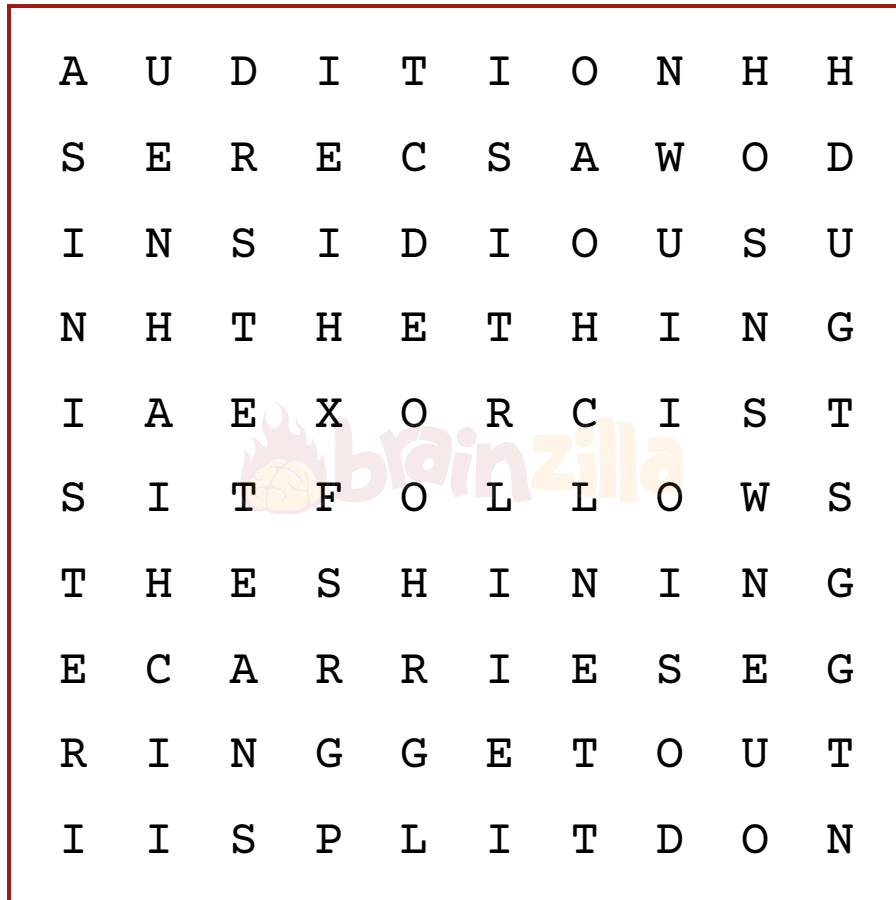 A U D I T I O N H H
S E R E C S A W O D
I N S I D I O U S U
N H T H E T H I N G
I A E X O R C I S T
brainzilla
S I T F O L L O W S
T H E S H I N I N G
E C A R R I E S E G
R I N G G E T O U T
I I S P L I T D O N